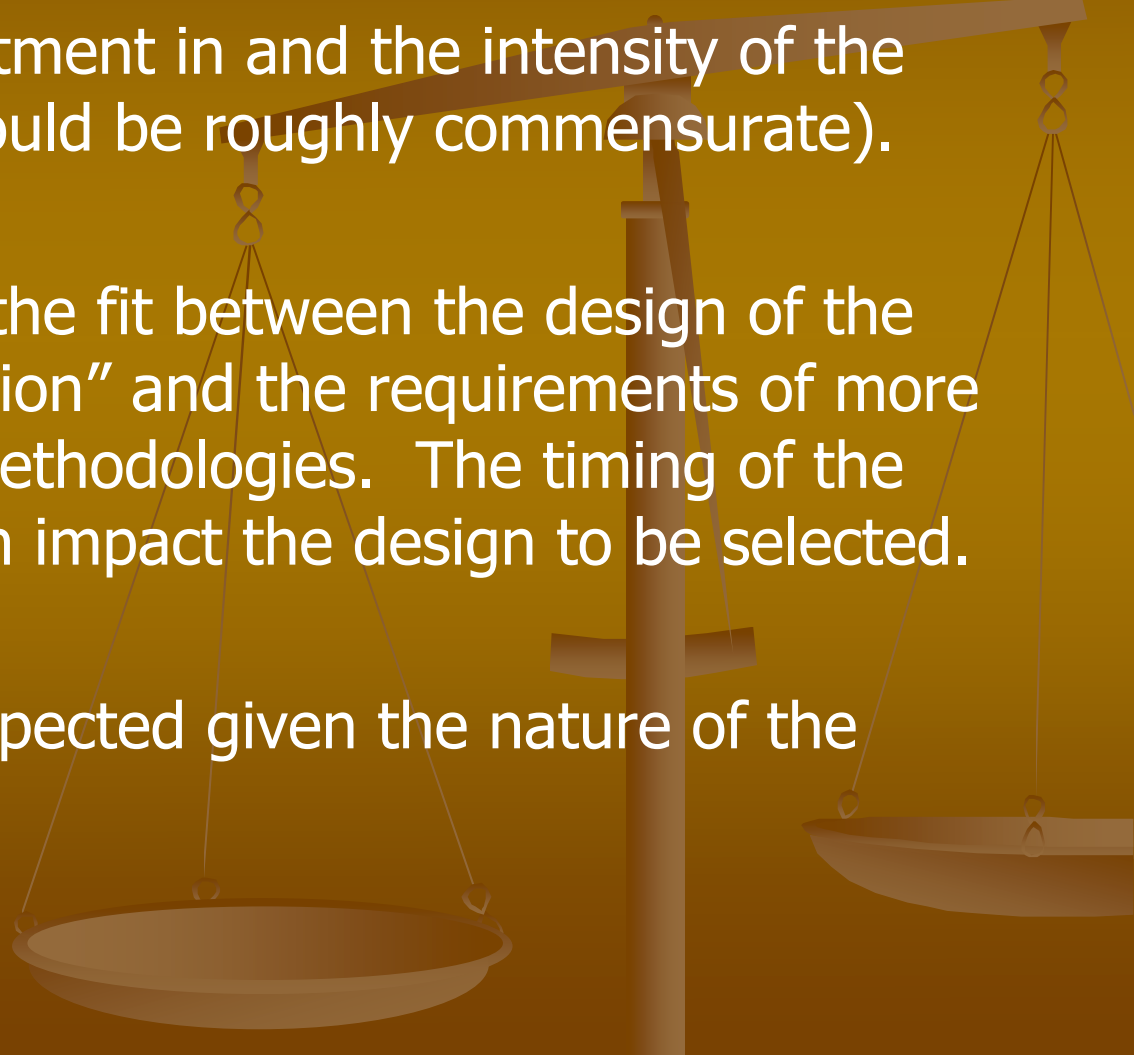 tment in and the intensity of the
ould be roughly commensurate).
the fit between the design of the
ion” and the requirements of more
ethodologies.  The timing of the
n impact the design to be selected.
pected given the nature of the